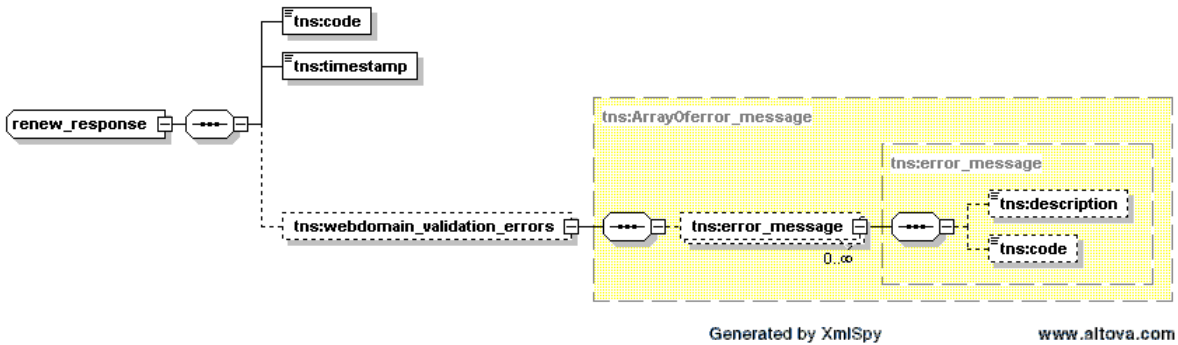 tns:code
tns:timestamp
renew_response
tns:ArrayOferror_message
tns:error_message
tns:description
tns:webdomain_validation_errors
tns:error_message
tns:code
0..∞
Generated by XmlSpy
www.altova.com